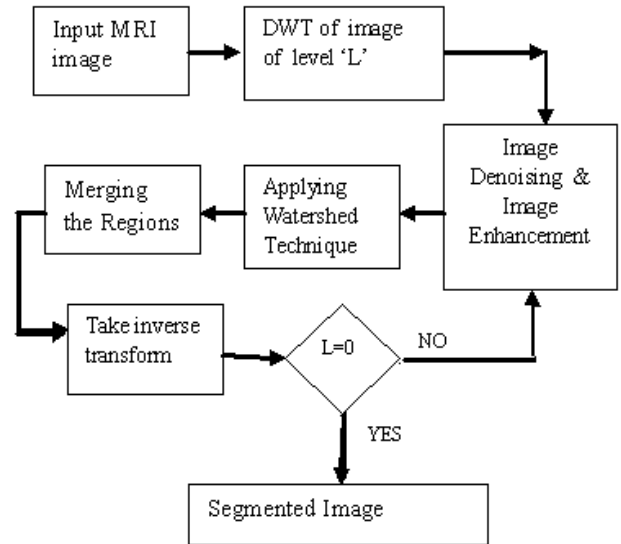 Input MRI
image
DWT of image
of level ‘L’
Image
Denoising &
Image
Enhancement
Applying
Watershed
Technique
Merging
the Regions
Take inverse
transform
L=0
NO
YES
Segmented Image